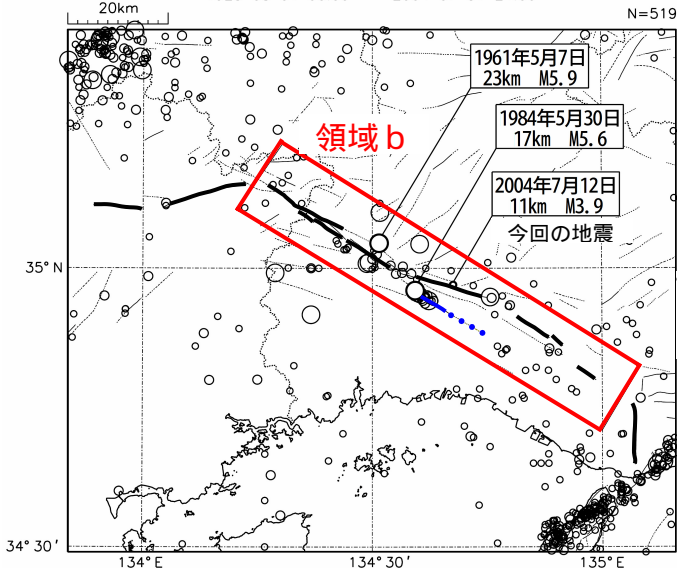 20km
N=519
1961年5月7日
23km M5.9
領域b
1984年5月30日
17km M5.6
2004年7月12日
11km M3.9
今回の地震
35°N
34°30′
134°E
134°30′
135°E